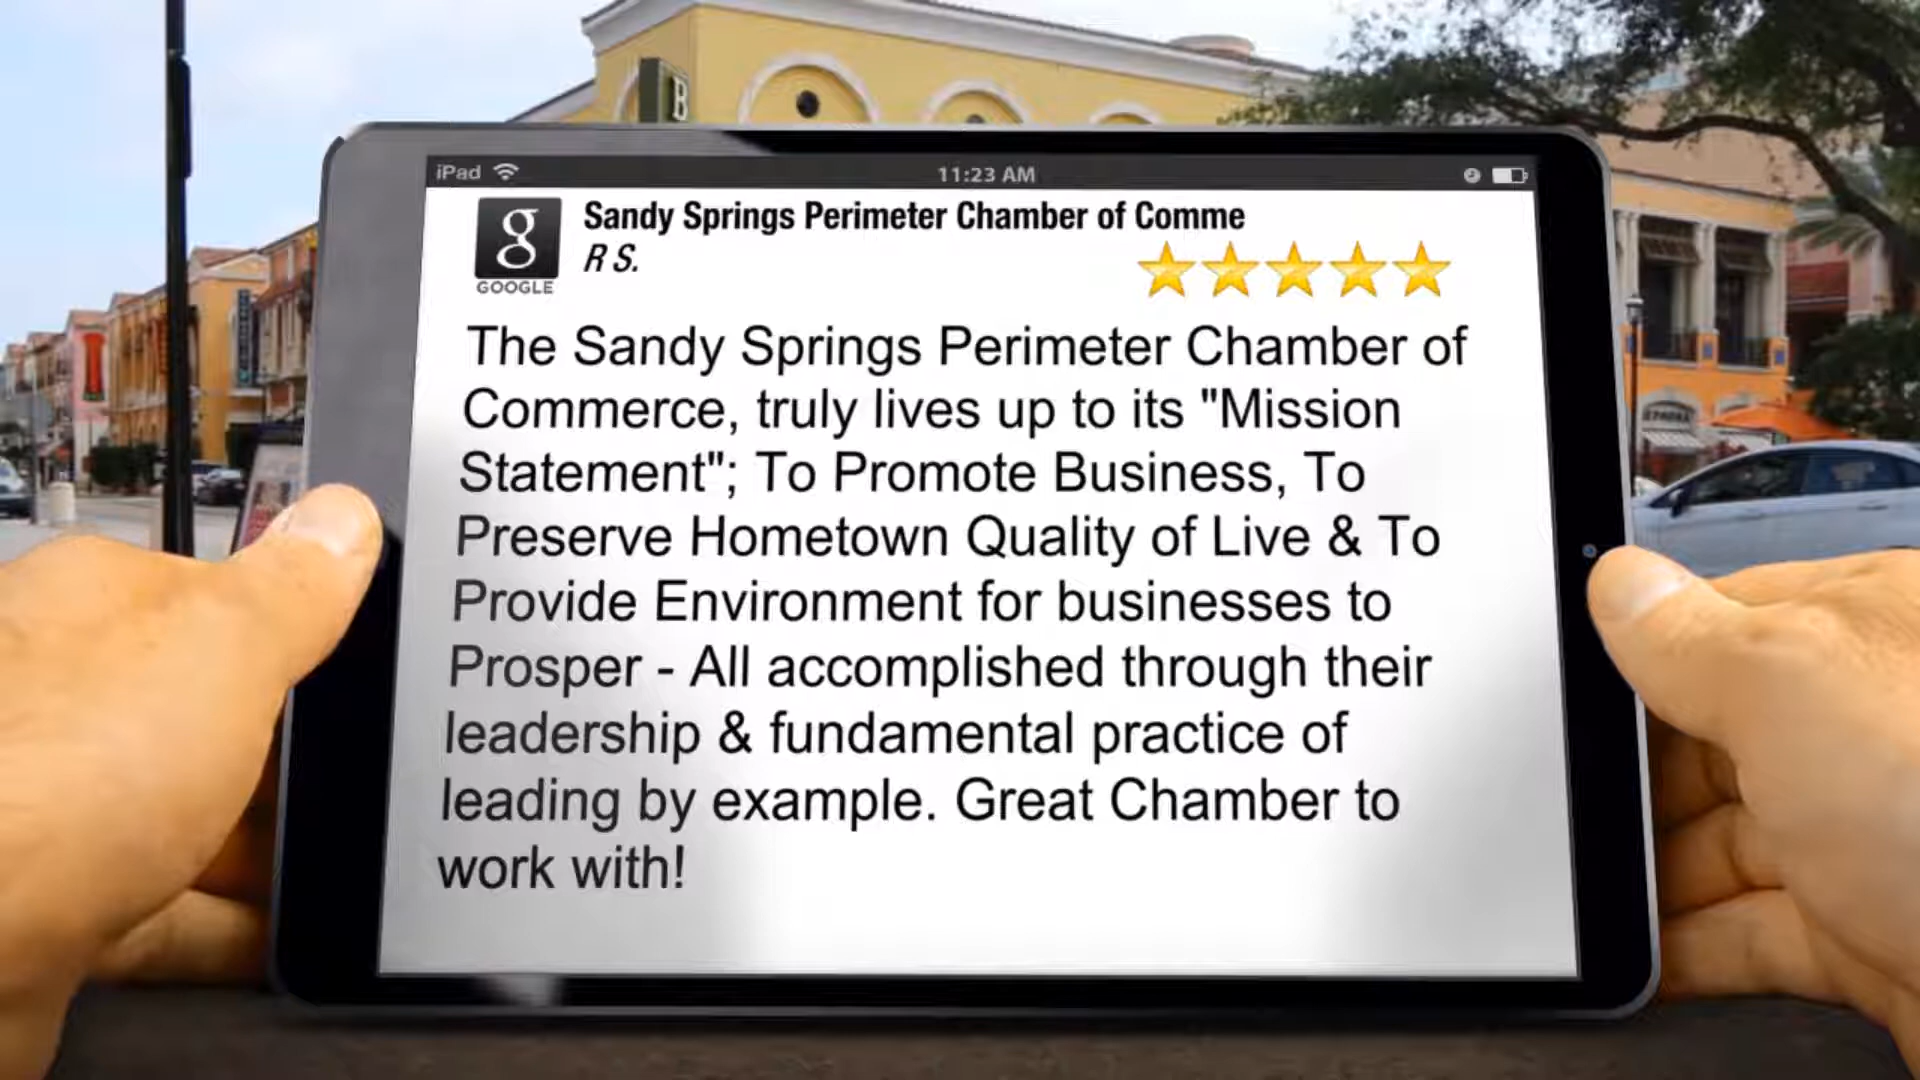 B
iPad
11:23 AM
g
GOOGLE
Sandy Springs Perimeter Chamber of Comme
R S.
The Sandy Springs Perimeter Chamber of
Commerce, truly lives up to its "Mission
Statement"; To Promote Business, To
Preserve Hometown Quality of Live & To
Provide Environment for businesses to
Prosper - All accomplished through their
leadership & fundamental practice of
leading by example. Great Chamber to
work with!